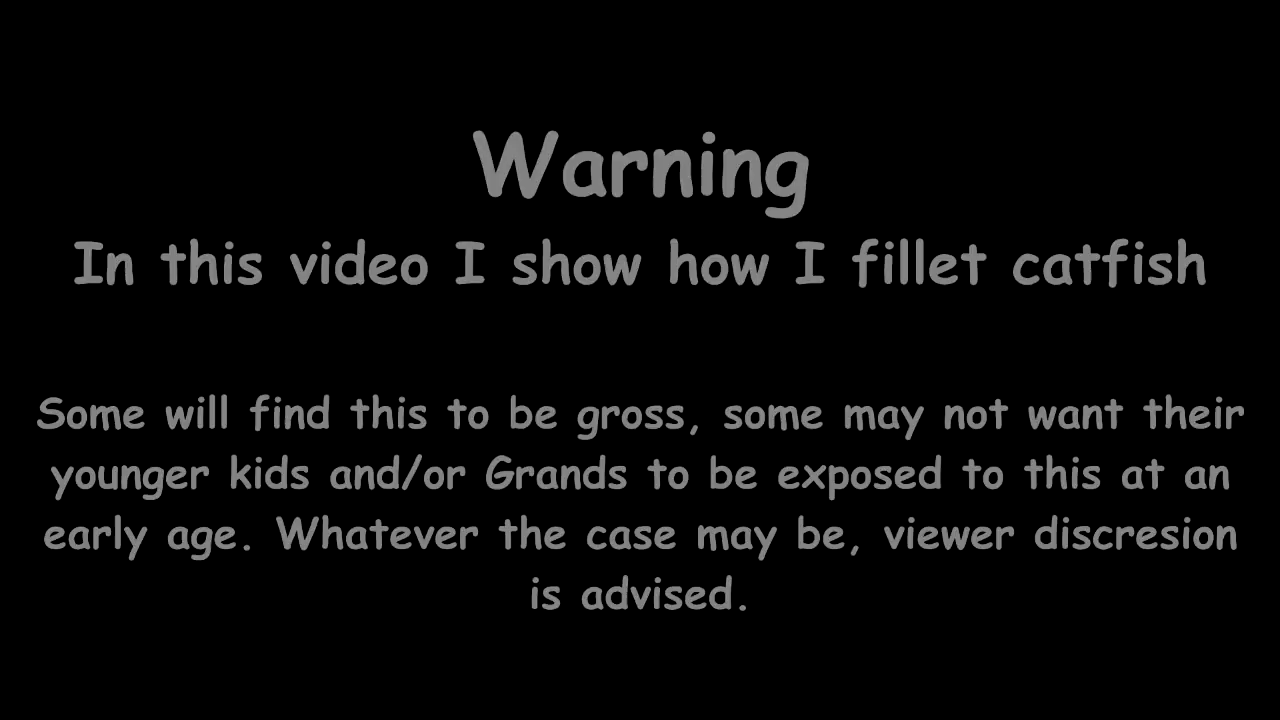 Warning
In this video I show how I fillet catfish
Some will find this to be gross, some may not want their
younger kids and/or Grands to be exposed to this at an
early age. Whatever the case may be, viewer discresion
is advised.